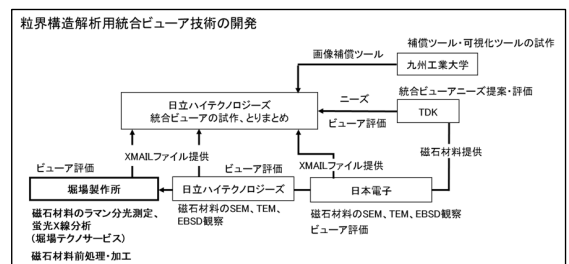 粒界構造解析用統合ビューア技術の開発
補償ツール・可視化ツールの試作
画像補償ツール
九州工業大学
統合ビューアニーズ提案・評価
日立ハイテクノロジーズ
統合ビューアの試作、とりまとめ
ニーズ
TDK
ビューア評価
磁石材料提供
XMAILファイル提供
XMAILファイル提供
ビューア評価
ビューア評価
堀場製作所
日立ハイテクノロジーズ
日本電子
磁石材料のラマン分光測定、
蛍光X線分析
(堀場テクノサービス)
磁石材料前処理・加工
磁石材料のSEM、TEM、
EBSD観察
磁石材料のSEM、TEM、EBSD観察
ビューア評価